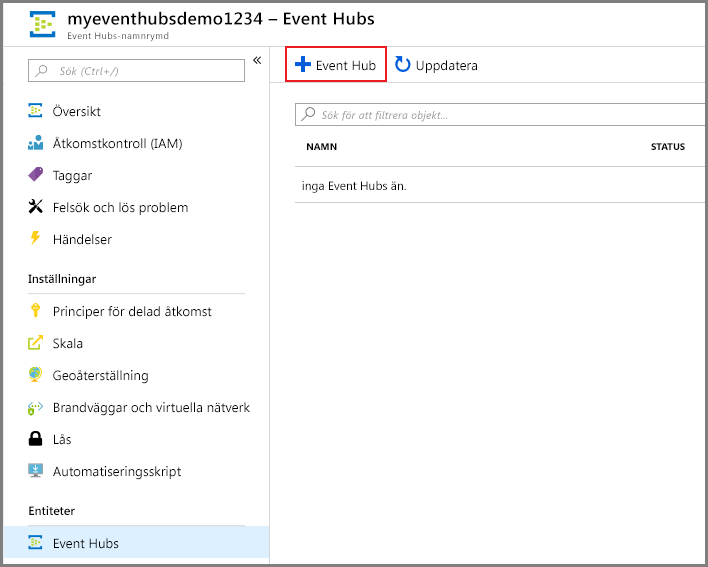 myeventhubsdemo1234 – Event Hubs
Event Hubs-namnrymd
Sök (Ctrl+/)
«
Översikt
Åtkomstkontroll (IAM)
Taggar
Felsök och lös problem
Händelser
Inställningar
Principer för delad åtkomst
Skala
Geoåterställning
Brandväggar och virtuella nätverk
Lås
Automatiseringsskript
Entiteter
Event Hubs
Event Hub Uppdatera
Sök för att filtrera objekt...
NAMN STATUS
inga Event Hubs än.